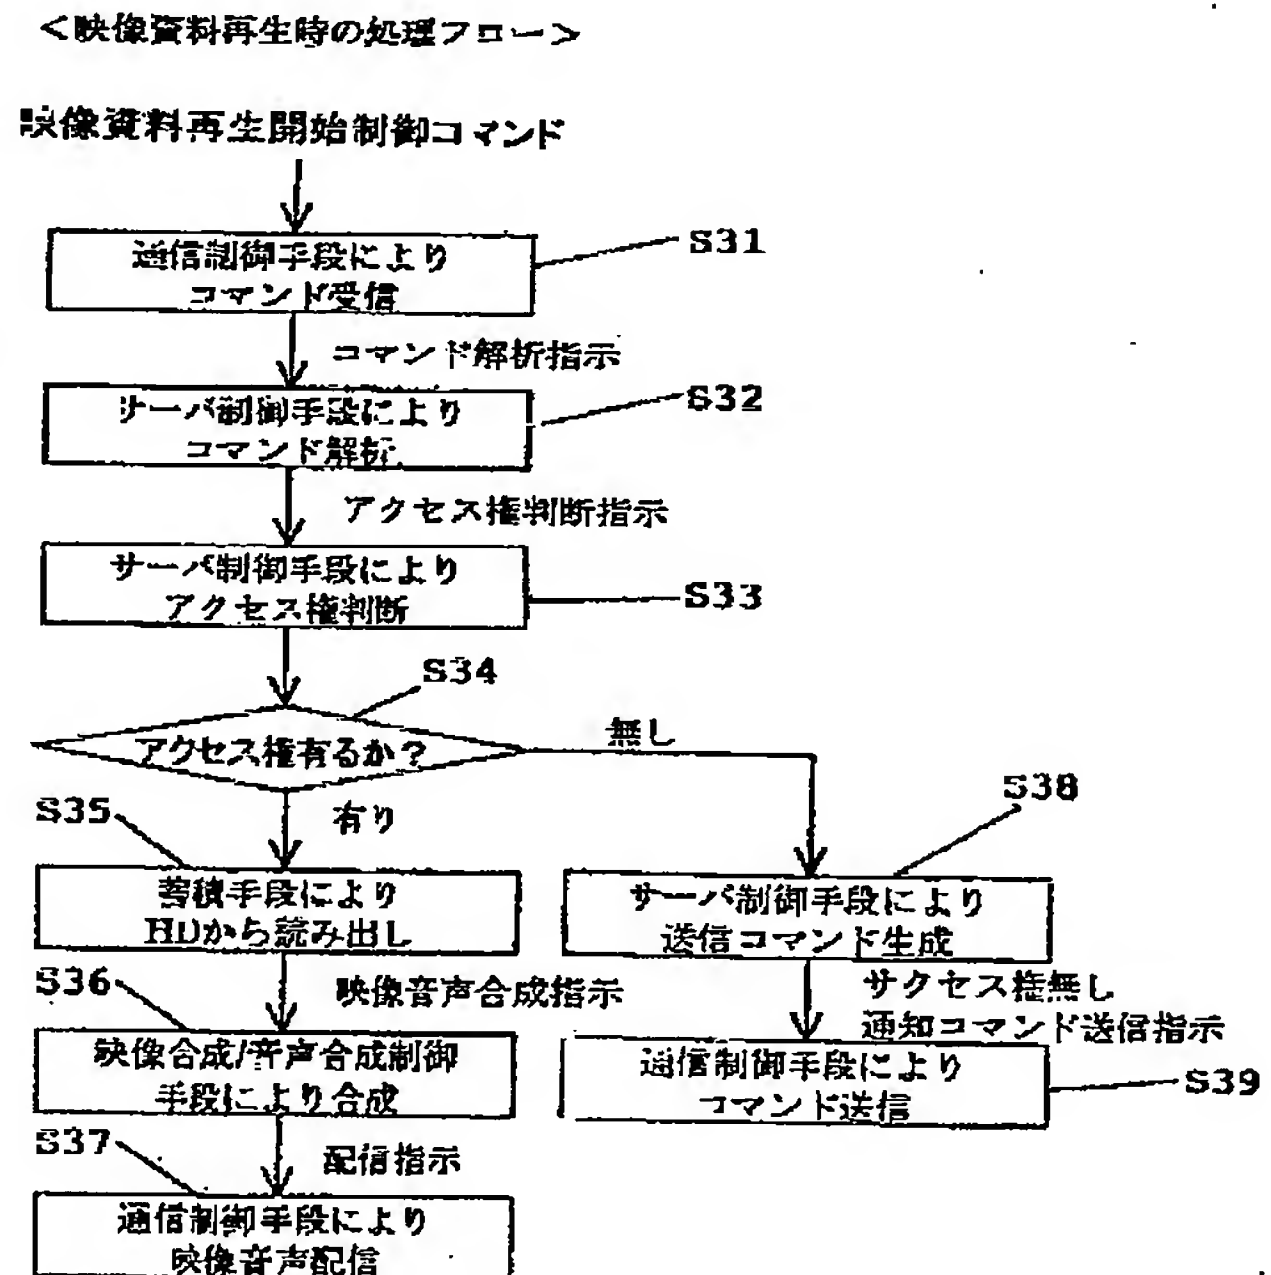 ＜映像資料再生時の処理フロー＞
映像資料再生開始制御コマンド
通信制御手段により
コマンド受信
S31
コマンド解析指示
サーバ制御手段により
コマンド解析
S32
アクセス権判断指示
サーバ制御手段により
アクセス権判断
S33
S34
アクセス権有るか？
無し
有り
S35
蓄積手段により
HDから読み出し
S38
サーバ制御手段により
送信コマンド生成
S36
映像音声合成指示
サクセス権無し
通知コマンド送信指示
映像合成/音声合成制御
手段により合成
通信制御手段により
コマンド送信
S39
S37
配信指示
通信制御手段により
映像音声配信